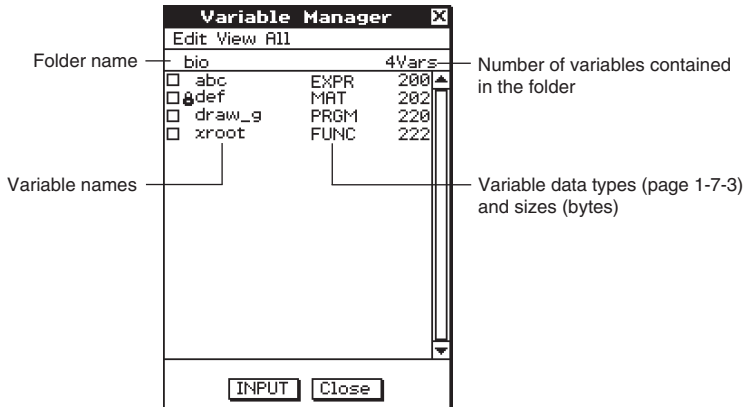 Variable Manager
Edit View All
Folder name
bio 4Vars
Number of variables contained
in the folder
abc EXPR 200
def MAT 202
draw_g PRGM 220
xroot FUNC 222
Variable names
Variable data types (page 1-7-3)
and sizes (bytes)
INPUT Close